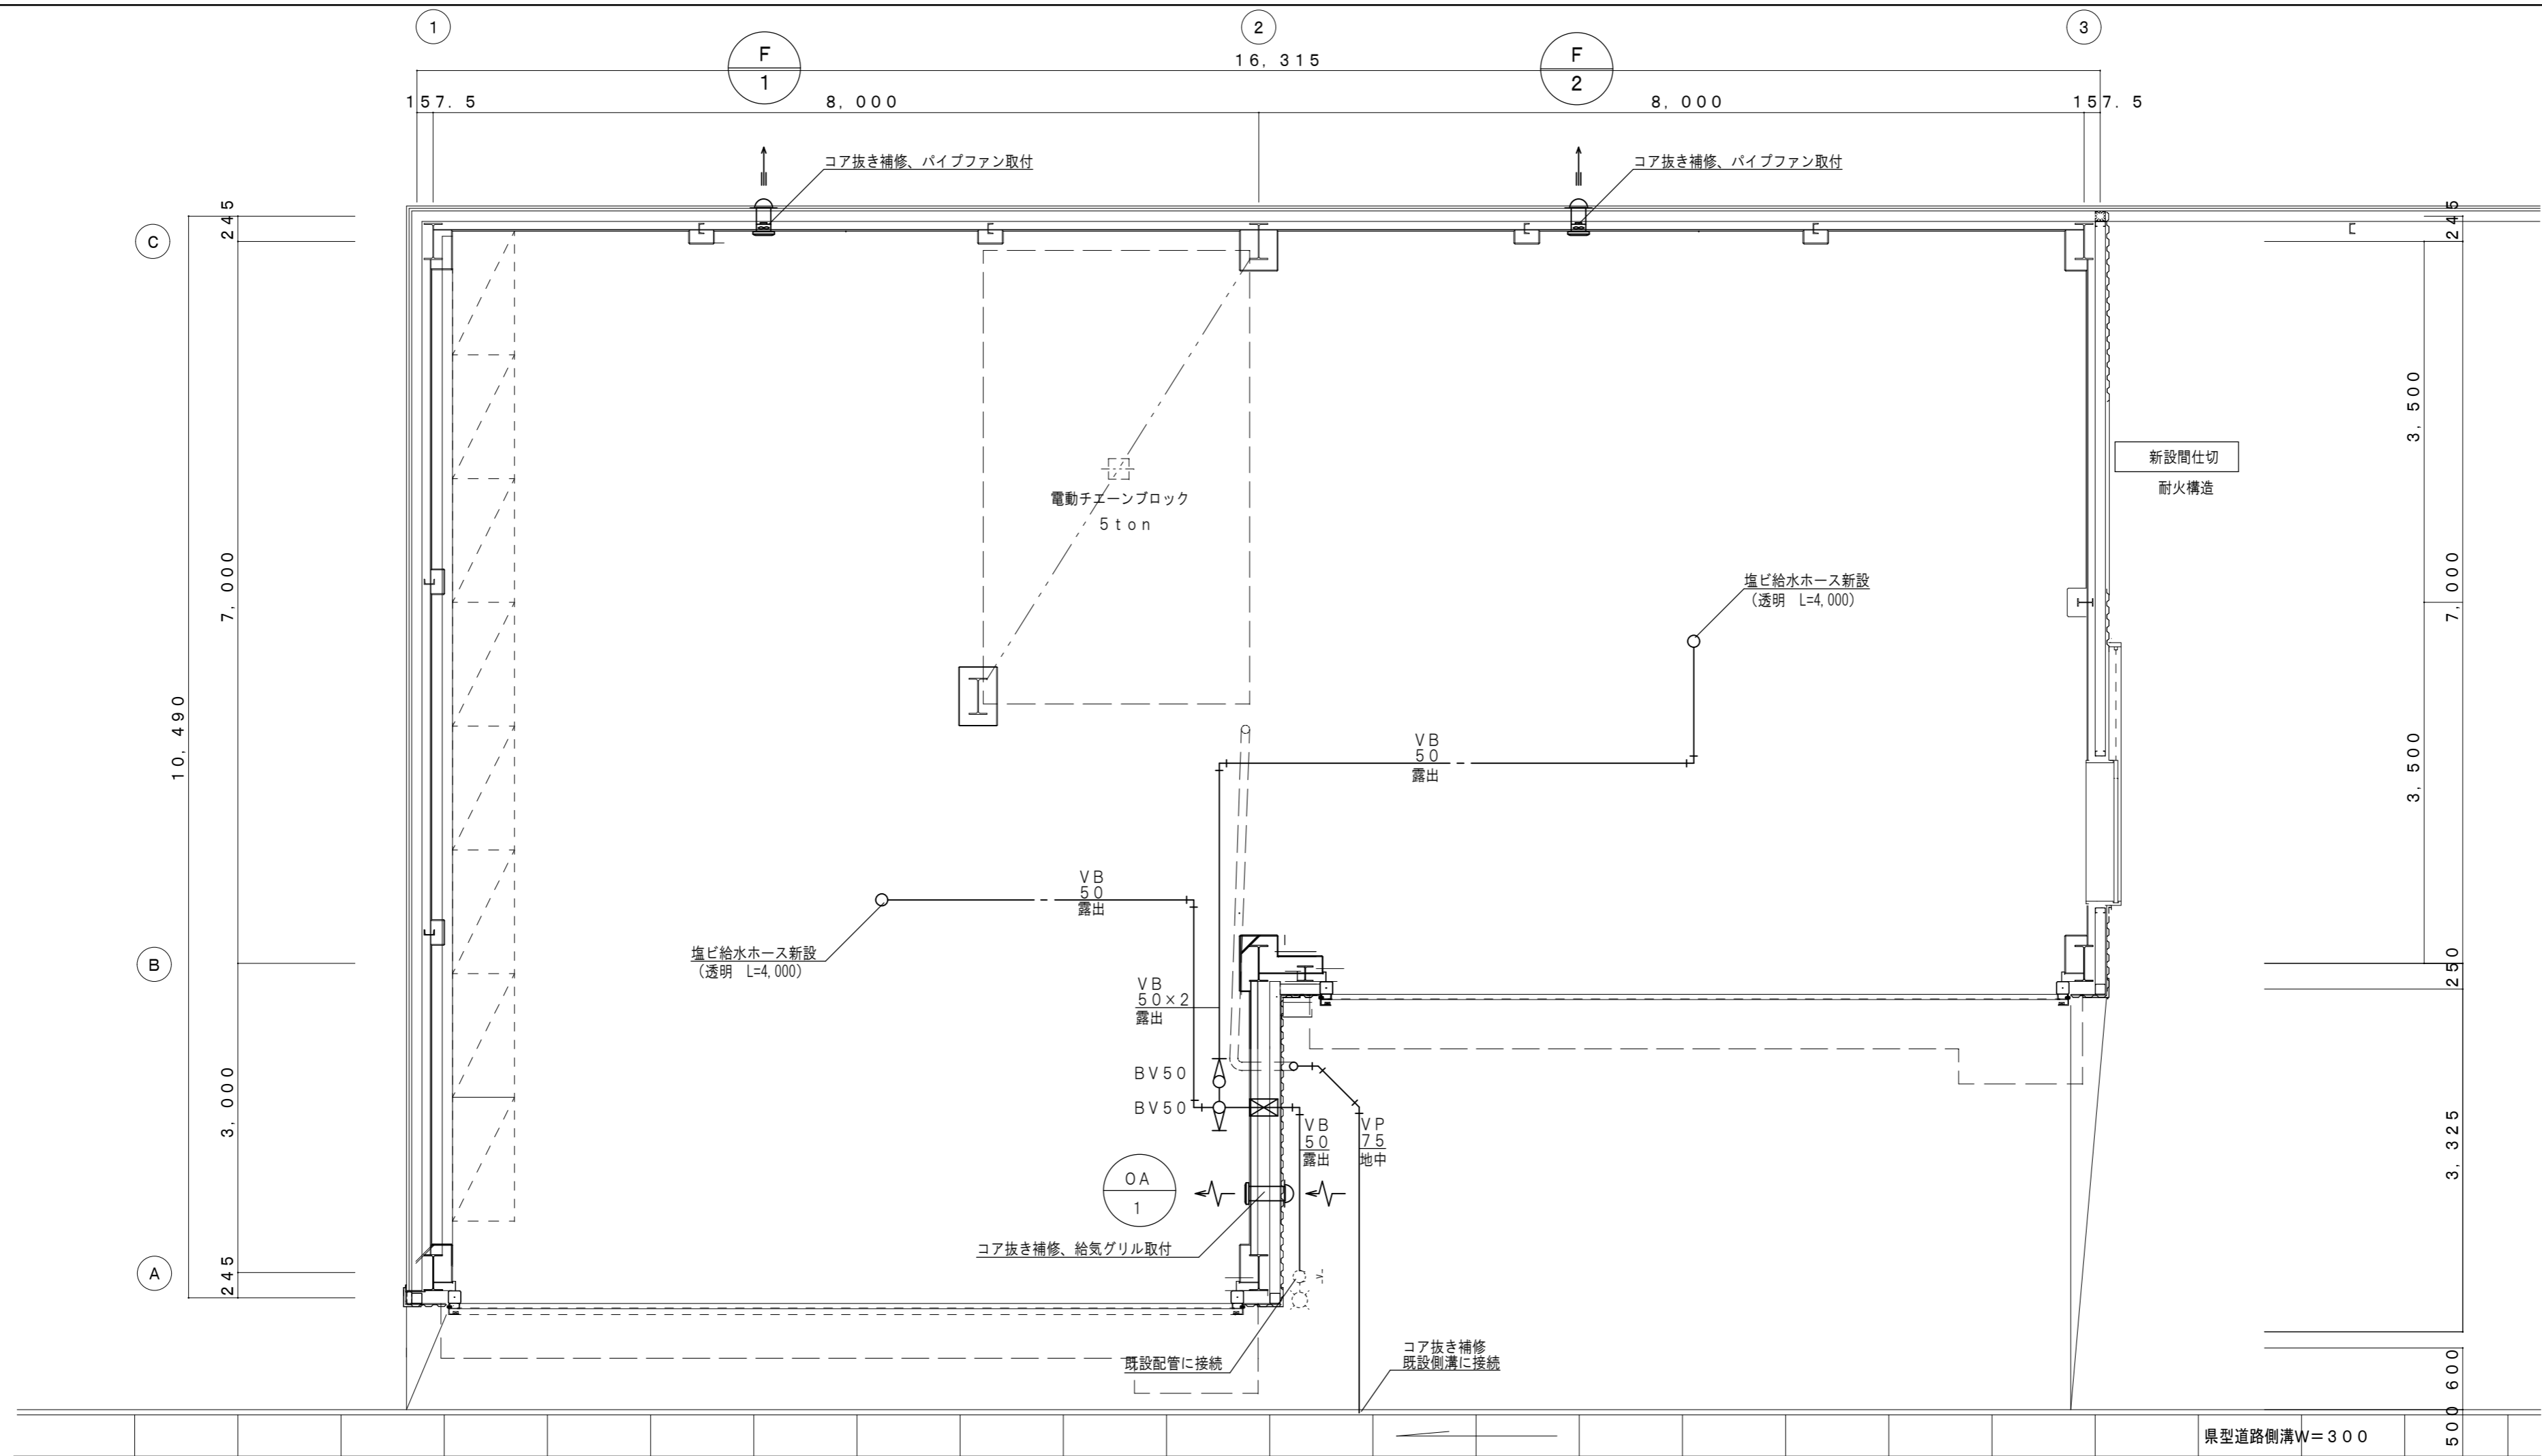 1
2
3
F
1
16,315
F
2
157.5
8,000
8,000
157.5
コア抜き補修、パイプファン取付
コア抜き補修、パイプファン取付
245
245
C
3,500
新設間仕切
耐火構造
電動チエーンブロック
5ton
7,000
7,000
塩ビ給水ホース新設
(透明 L=4,000)
10,490
VB
50
露出
3,500
VB
50
露出
塩ビ給水ホース新設
(透明 L=4,000)
B
250
VB
50×2
露出
BV50
BV50
3,000
VB
50
露出
VP
75
地中
3,325
OA
1
コア抜き補修、給気グリル取付
245
A
V
既設配管に接続
コア抜き補修
既設側溝に接続
600
500
県型道路側溝W=300